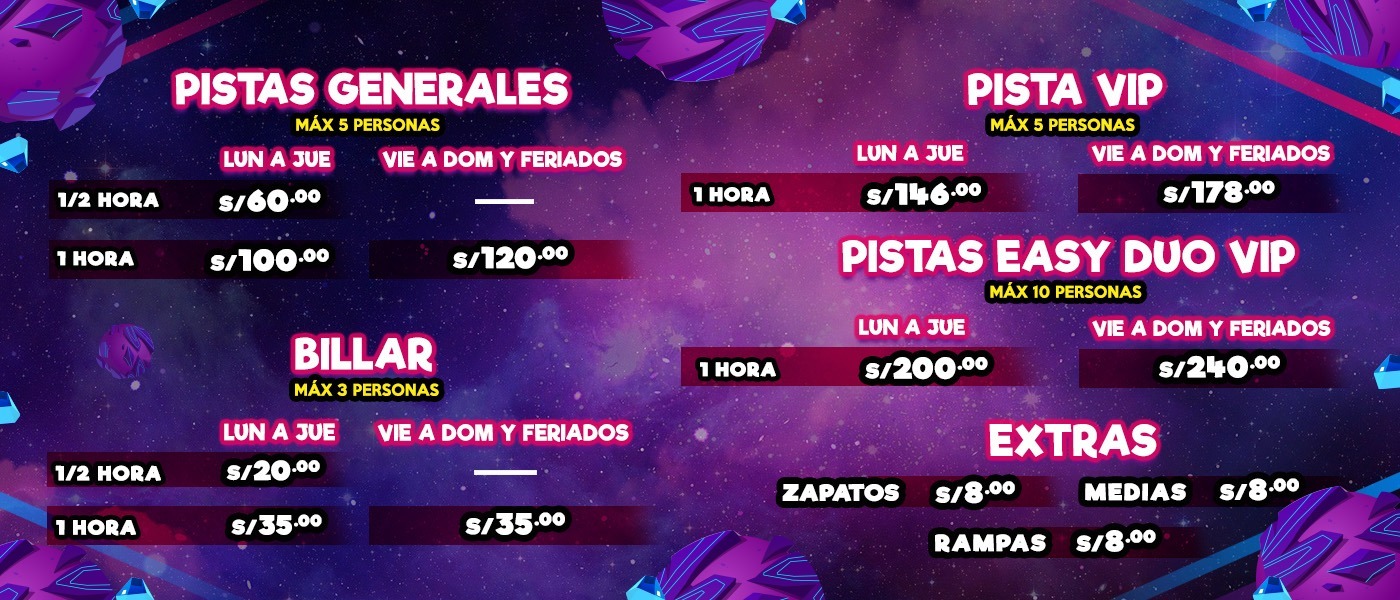 PISTAS GENERALES
MÁX 5 PERSONAS
LUN A JUE VIE A DOM Y FERIADOS
1/2 HORA S/60.00 —
1 HORA S/100.00 S/120.00
BILLAR
MÁX 3 PERSONAS
LUN A JUE VIE A DOM Y FERIADOS
1/2 HORA S/20.00 —
1 HORA S/35.00 S/35.00
PISTA VIP
MÁX 5 PERSONAS
LUN A JUE VIE A DOM Y FERIADOS
1 HORA S/146.00 S/178.00
PISTAS EASY DUO VIP
MÁX 10 PERSONAS
LUN A JUE VIE A DOM Y FERIADOS
1 HORA S/200.00 S/240.00
EXTRAS
ZAPATOS S/8.00 MEDIAS S/8.00
RAMPAS S/8.00